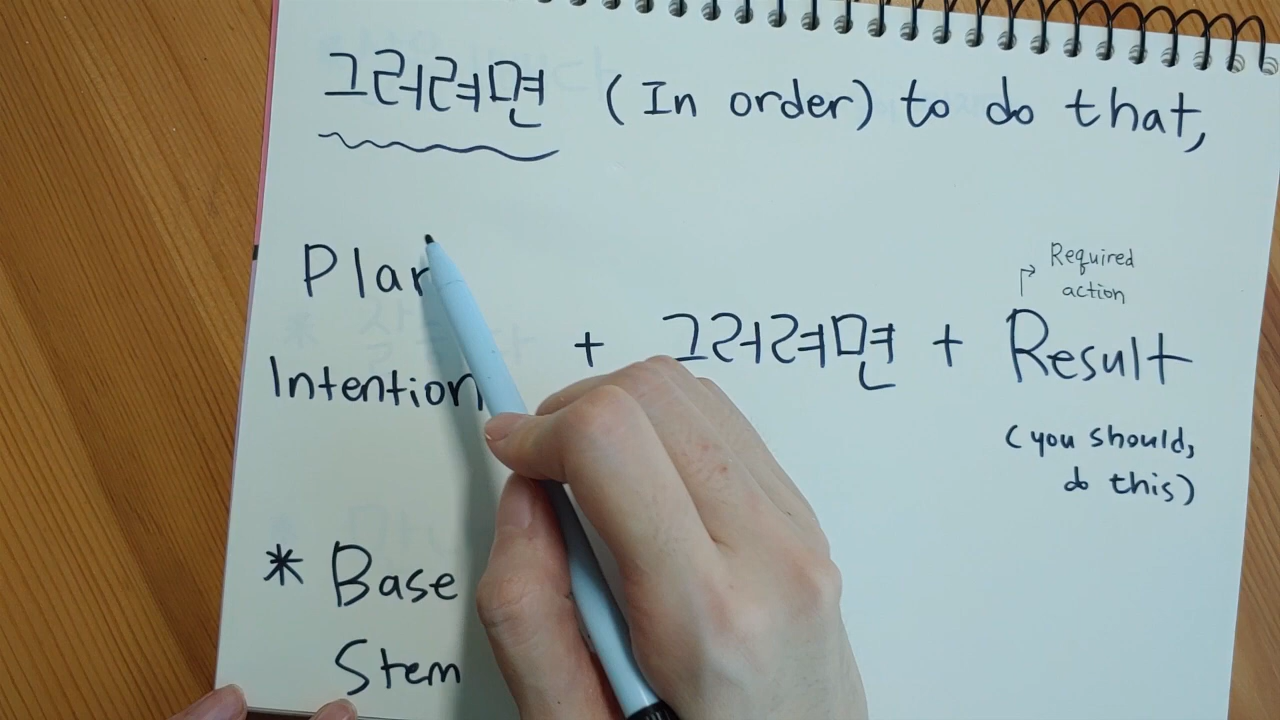 그러려면 (In order) to do that,
Plan
Required
action
+ 그러려면 + Result
Intention
(you should,
do this)
* Base
Stem